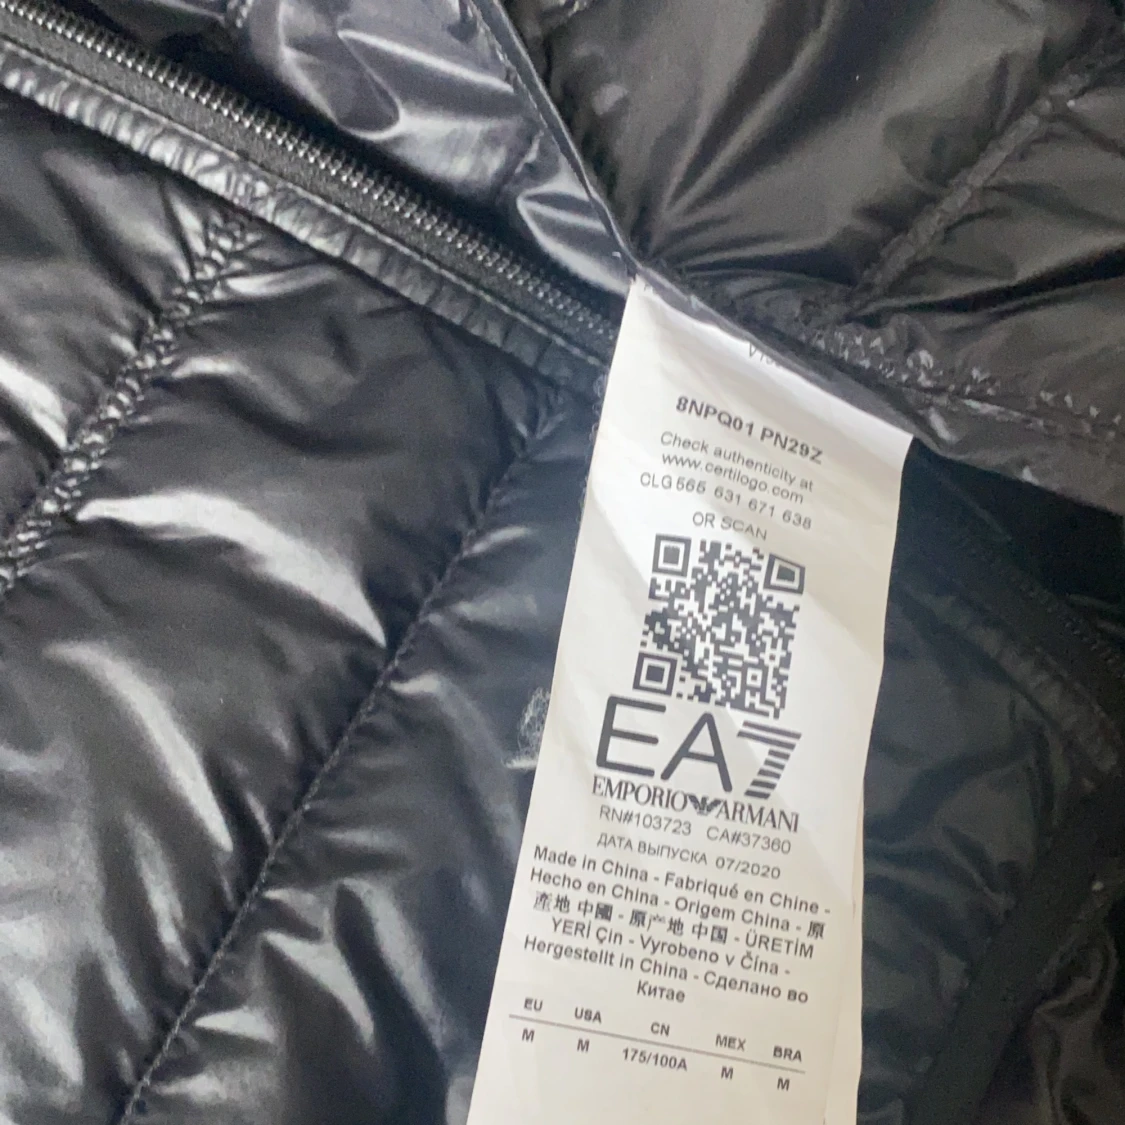 8NPQ01 PN29Z
Check authenticity at
www.certilogo.com
CLG 565 631 671 638
OR SCAN
EA7
EMPORIO ARMANI
RN#103723 CA#37360
ДАТА ВЫПУСКА 07/2020
Made in China - Fabriqué en Chine -
Hecho en China - Origem China - 原
產地 中國 - 原产地 中国 - ÜRETİM
YERİ Çin - Vyrobeno v Čína -
Hergestellt in China - Сделано во
Китае
EU USA CN MEX BRA
M M 175/100A M M